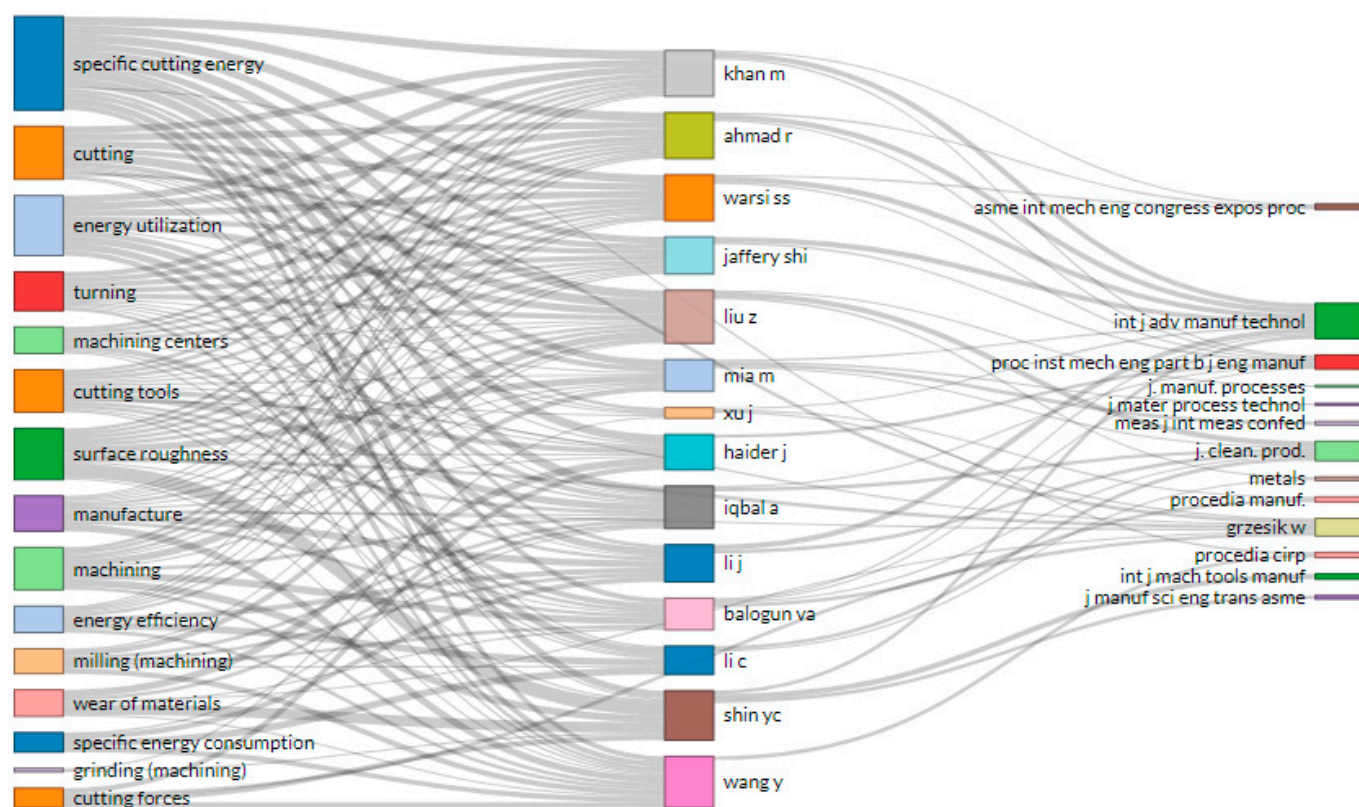 specific cutting energy
cutting
energy utilization
turning
machining centers
cutting tools
surface roughness
manufacture
machining
energy efficiency
milling (machining)
wear of materials
specific energy consumption
grinding (machining)
cutting forces
khan m
ahmad r
warsi ss
jaffery shi
liu z
mia m
xu j
haider j
iqbal a
li j
balogun va
li c
shin yc
wang y
asme int mech eng congress expos proc
int j adv manuf technol
proc inst mech eng part b j eng manuf
j. manuf. processes
j mater process technol
meas j int meas confed
j. clean. prod.
metals
procedia manuf.
grzesik w
procedia cirp
int j mach tools manuf
j manuf sci eng trans asme